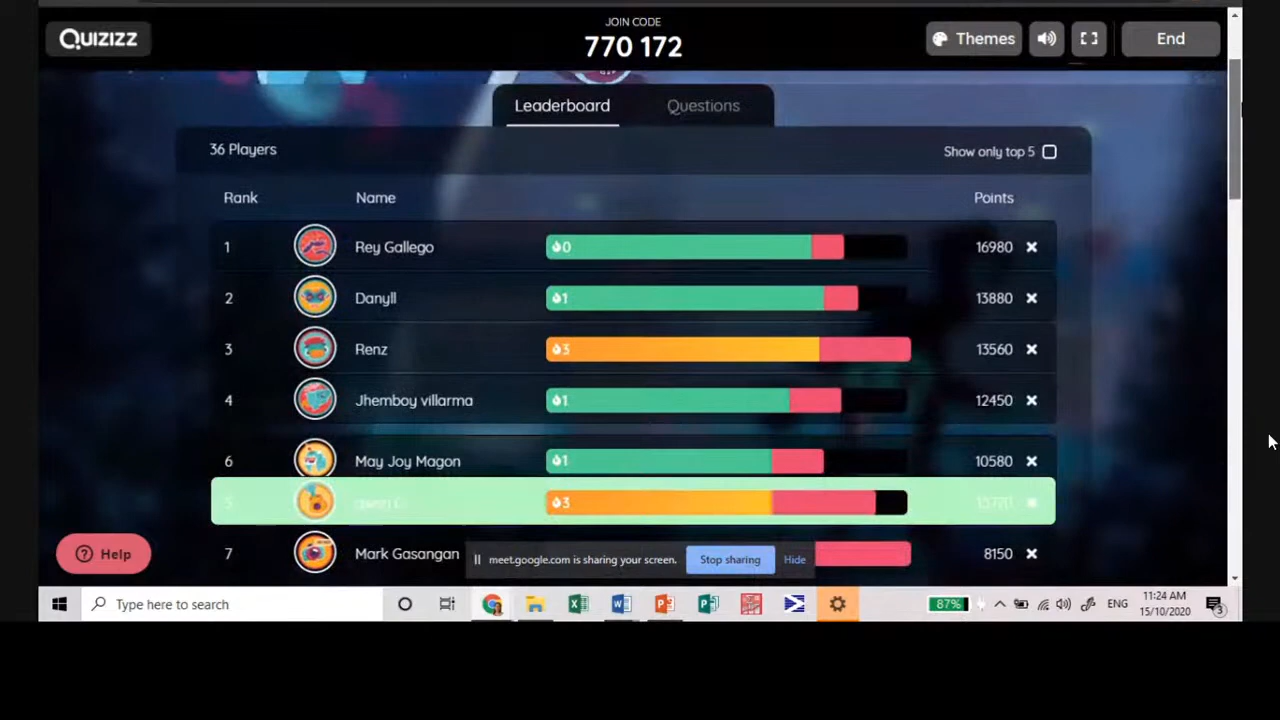 Quizizz
JOIN CODE
770 172
Themes
End
Leaderboard Questions
36 Players
Show only top 5
Rank Name Points
1 Rey Gallego 0 16980
2 Danyll 1 13880
3 Renz 3 13560
4 Jhemboy villarma 1 12450
6 May Joy Magon 1 10580
5 3
7 Mark Gasangan 8150
Help
meet.google.com is sharing your screen. Stop sharing Hide
Type here to search
87%
ENG
11:24 AM
15/10/2020
3